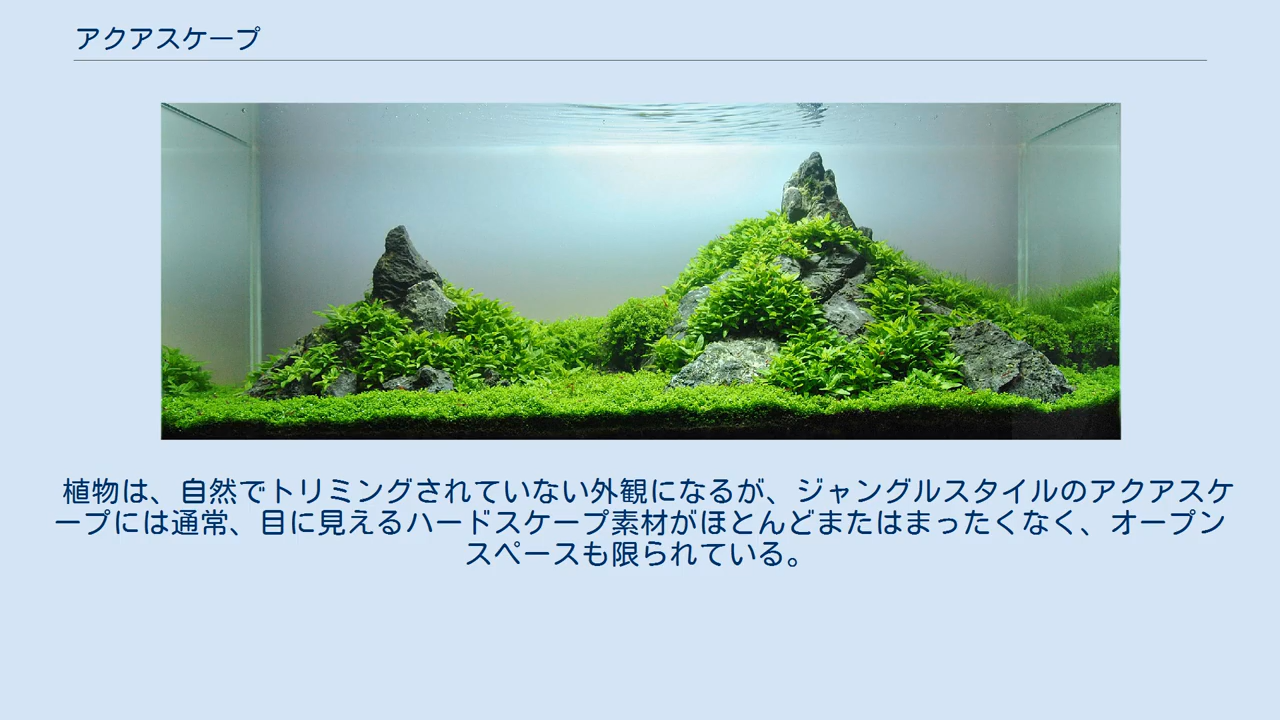 アクアスケープ
植物は、自然でトリミングされていない外観になるが、ジャングルスタイルのアクアスケ
ープには通常、目に見えるハードスケープ素材がほとんどまたはまったくなく、オープン
スペースも限られている。